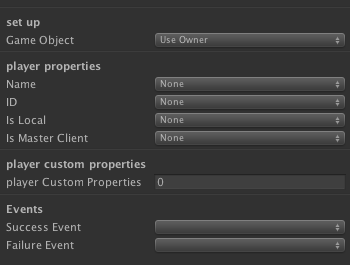 set up
Game Object Use Owner
player properties
Name None
ID None
Is Local None
Is Master Client None
player custom properties
player Custom Properties 0
Events
Success Event
Failure Event